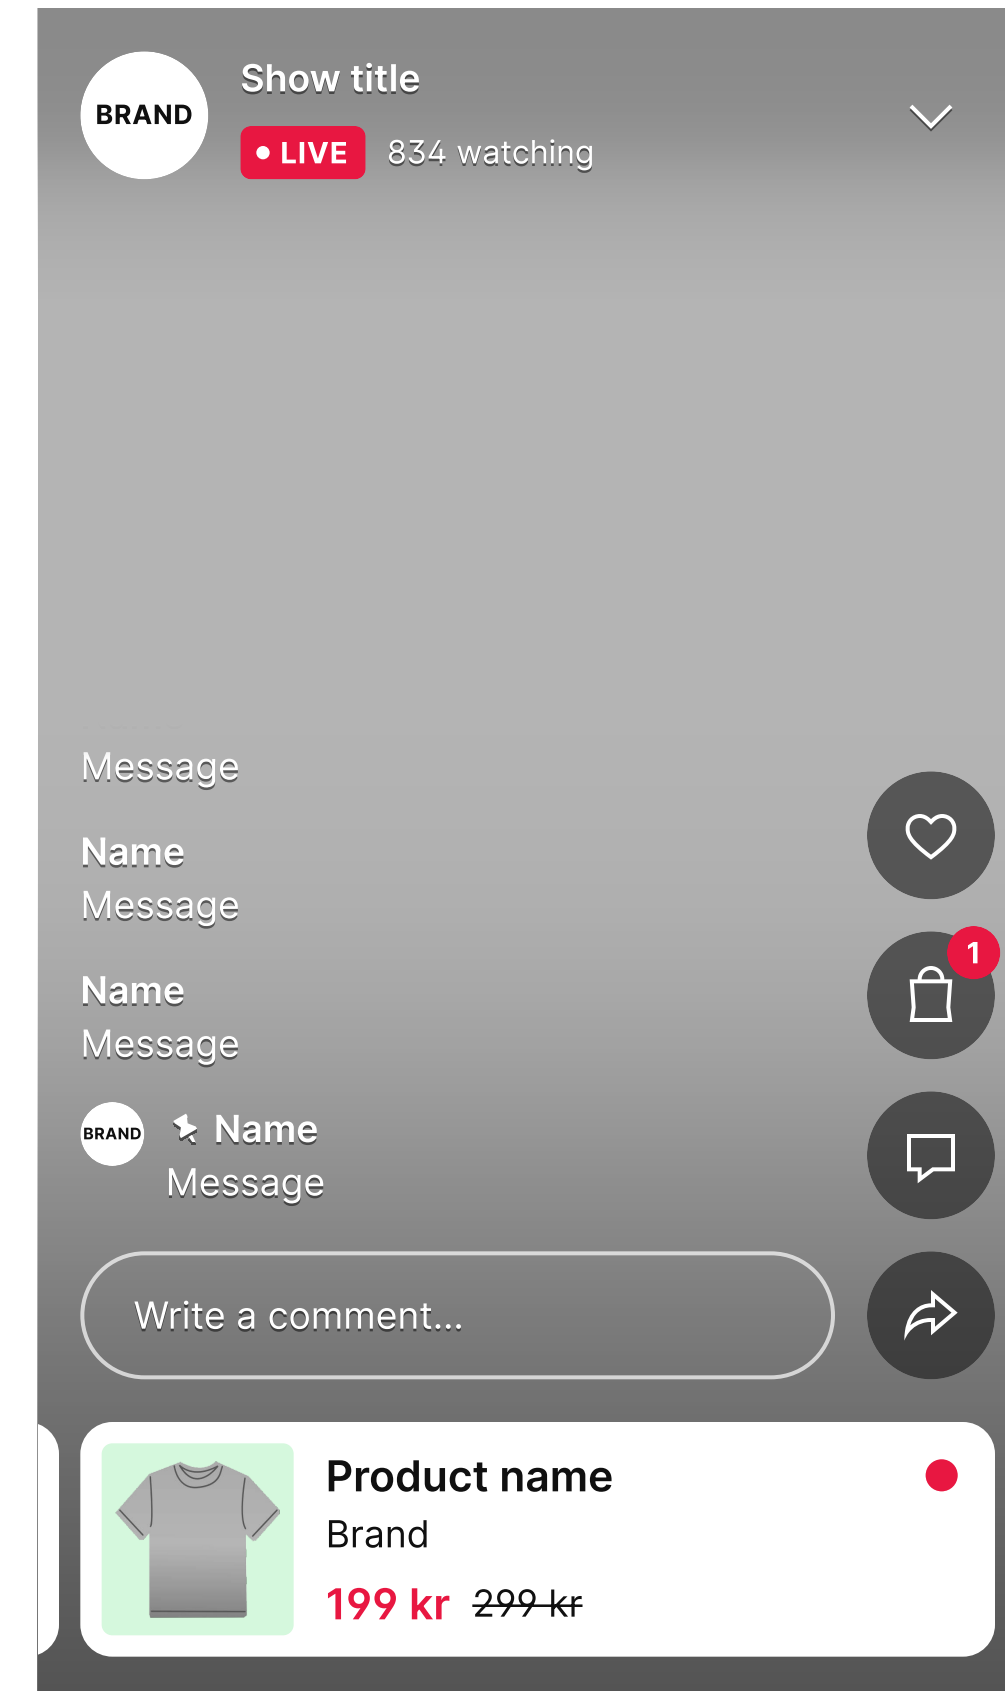 BRAND
Show title
LIVE 834 watching
Message
Name
Message
1
Name
Message
BRAND Name
Message
Write a comment...
Product name
Brand
199 kr 299 kr